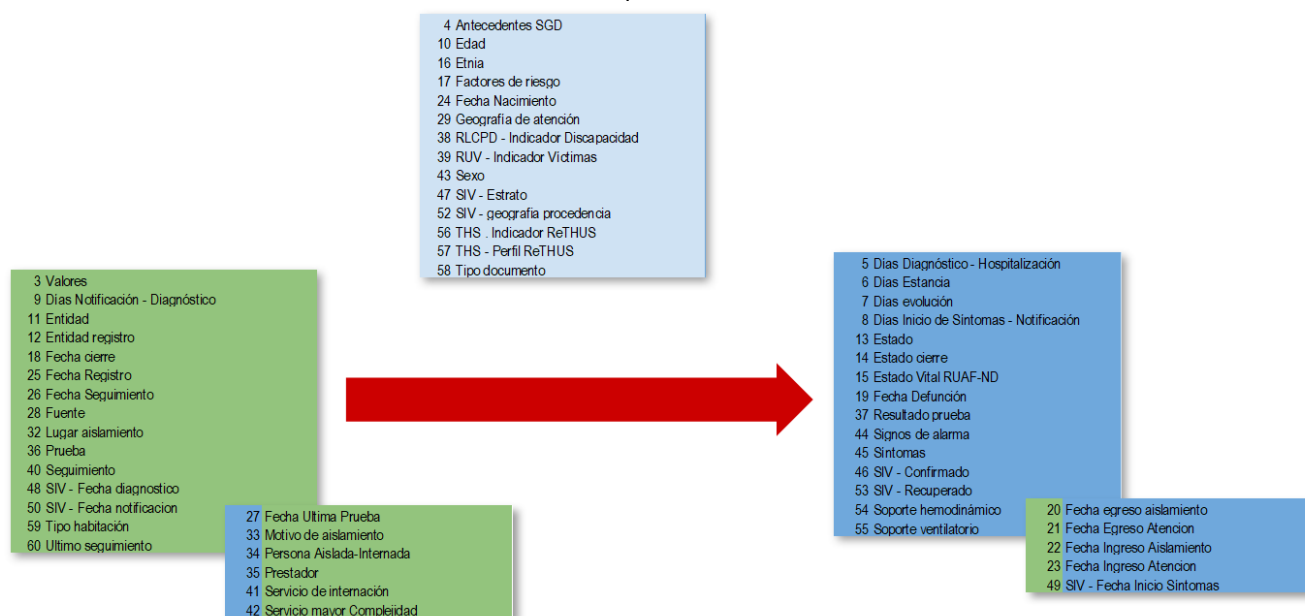 4 Antecedentes SGD
10 Edad
16 Etnia
17 Factores de riesgo
24 Fecha Nacimiento
29 Geografía de atención
38 RLCPD - Indicador Discapacidad
39 RUV - Indicador Víctimas
43 Sexo
47 SIV - Estrato
52 SIV - geografia procedencia
56 THS . Indicador ReTHUS
57 THS - Perfil ReTHUS
58 Tipo documento
3 Valores
9 Días Notificación - Diagnóstico
11 Entidad
12 Entidad registro
18 Fecha cierre
25 Fecha Registro
26 Fecha Seguimiento
28 Fuente
32 Lugar aislamiento
36 Prueba
40 Seguimiento
48 SIV - Fecha diagnostico
50 SIV - Fecha notificacion
59 Tipo habitación
60 Ultimo seguimiento
27 Fecha Ultima Prueba
33 Motivo de aislamiento
34 Persona Aislada-Internada
35 Prestador
41 Servicio de internación
42 Servicio mayor Complejidad
5 Días Diagnóstico - Hospitalización
6 Días Estancia
7 Días evolución
8 Días Inicio de Síntomas - Notificación
13 Estado
14 Estado cierre
15 Estado Vital RUAF-ND
19 Fecha Defunción
37 Resultado prueba
44 Signos de alarma
45 Síntomas
46 SIV - Confirmado
53 SIV - Recuperado
54 Soporte hemodinámico
55 Soporte ventilatorio
20 Fecha egreso aislamiento
21 Fecha Egreso Atencion
22 Fecha Ingreso Aislamiento
23 Fecha Ingreso Atencion
49 SIV - Fecha Inicio Sintomas